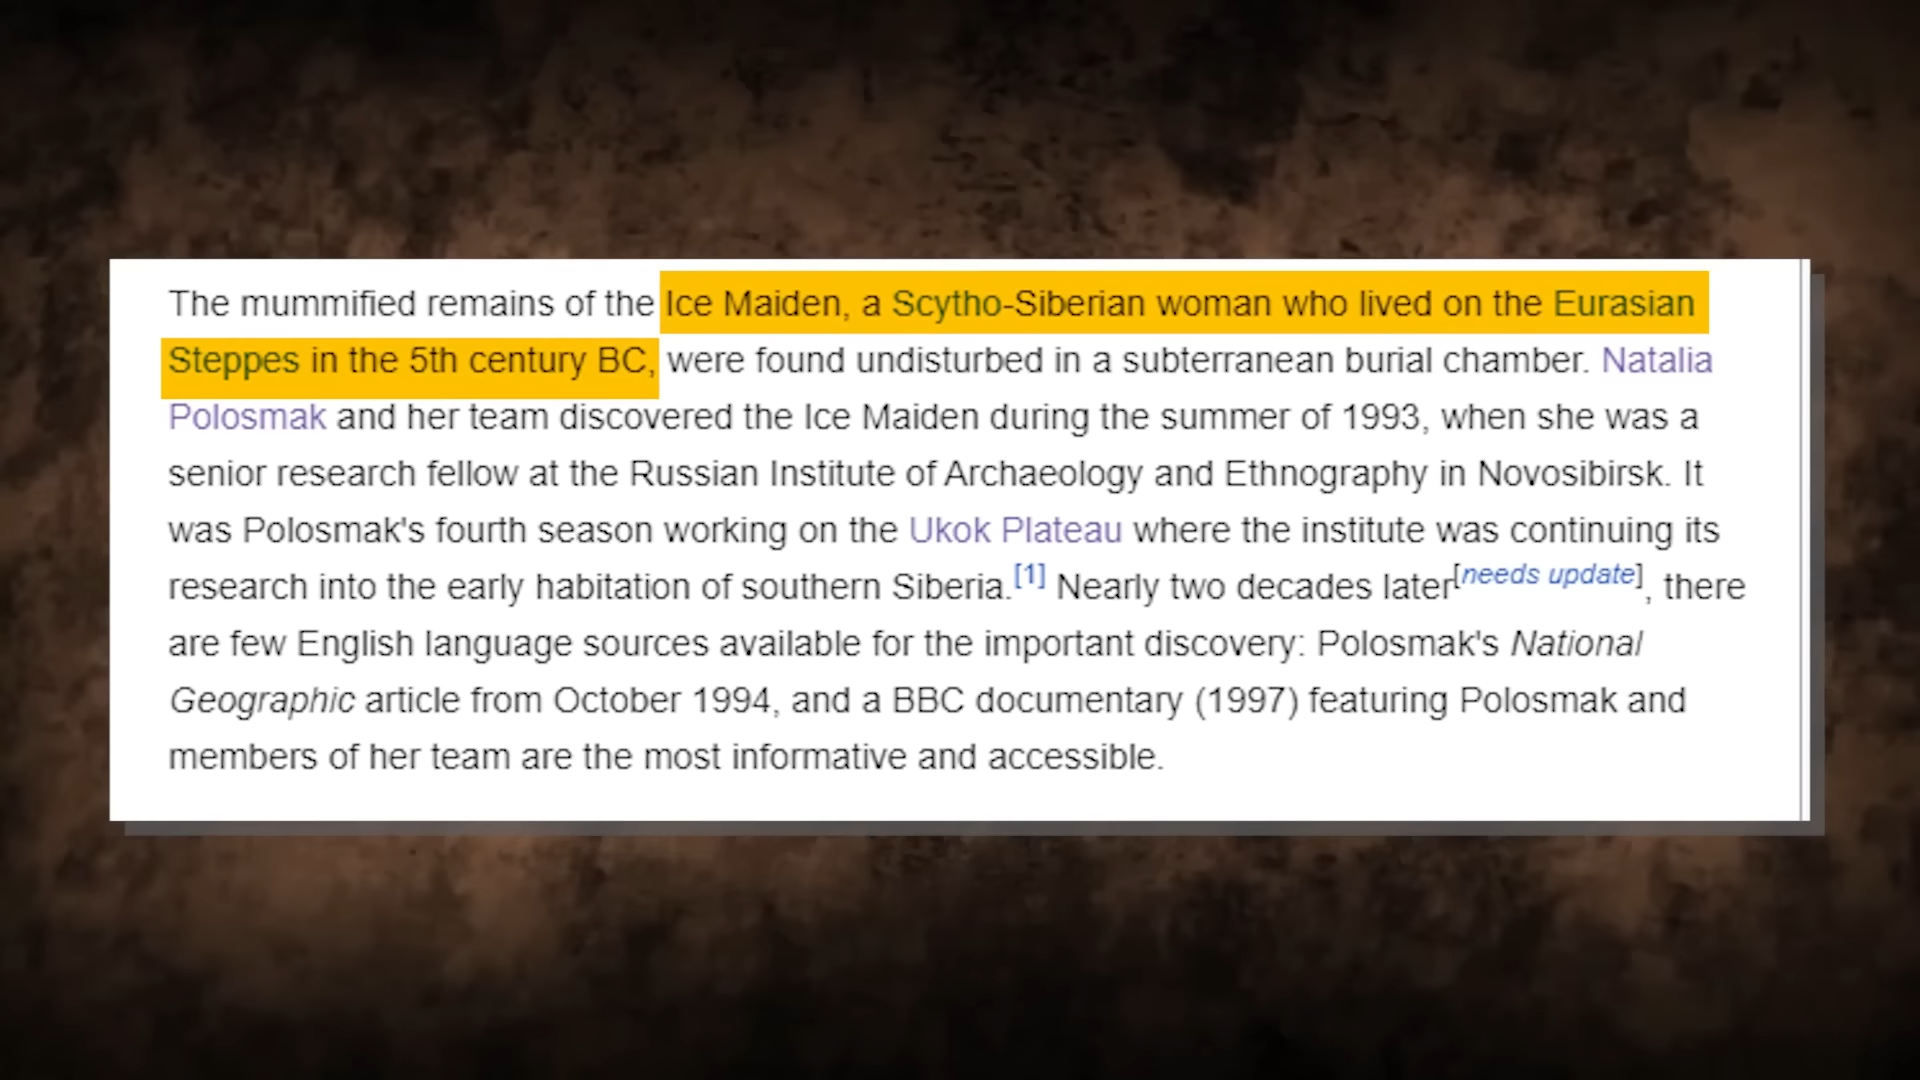 The mummified remains of the Ice Maiden, a Scytho-Siberian woman who lived on the Eurasian
Steppes in the 5th century BC, were found undisturbed in a subterranean burial chamber. Natalia
Polosmak and her team discovered the Ice Maiden during the summer of 1993, when she was a
senior research fellow at the Russian Institute of Archaeology and Ethnography in Novosibirsk. It
was Polosmak's fourth season working on the Ukok Plateau where the institute was continuing its
research into the early habitation of southern Siberia.[1] Nearly two decades later[needs update], there
are few English language sources available for the important discovery: Polosmak's National
Geographic article from October 1994, and a BBC documentary (1997) featuring Polosmak and
members of her team are the most informative and accessible.